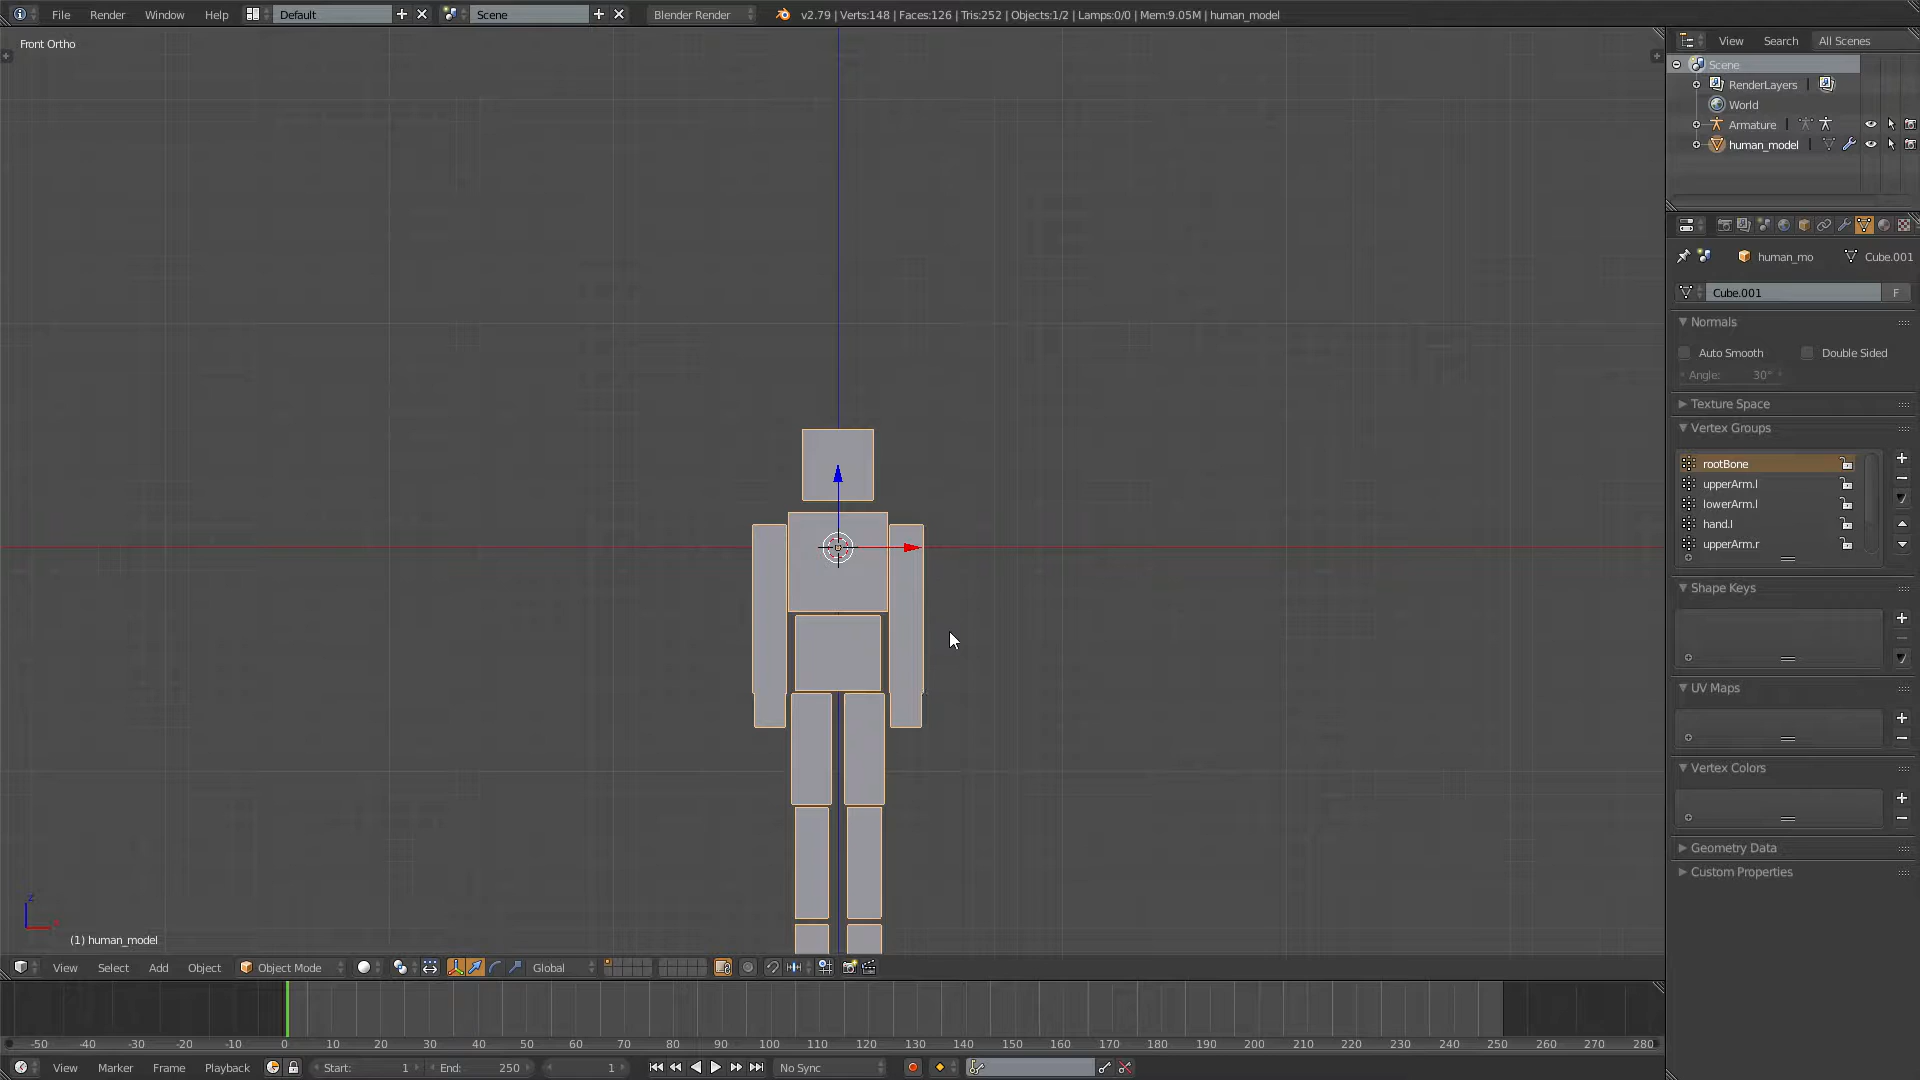 File Render Window Help Default Scene Blender Render v2.79 | Verts:148 | Faces:126 | Tris:252 | Objects:1/2 | Lamps:0/0 | Mem:9.05M | human_model
Front Ortho
View Search All Scenes
Scene
RenderLayers |
World
Armature |
human_model |
human_mo Cube.001
Cube.001 F
Normals
Auto Smooth Double Sided
Angle: 30°
Texture Space
Vertex Groups
rootBone
upperArm.l
lowerArm.l
hand.l
upperArm.r
Shape Keys
UV Maps
Vertex Colors
Geometry Data
Custom Properties
z
x
(1) human_model
View Select Add Object Object Mode Global
-50 -40 -30 -20 -10 0 10 20 30 40 50 60 70 80 90 100 110 120 130 140 150 160 170 180 190 200 210 220 230 240 250 260 270 280
View Marker Frame Playback Start: 1 End: 250 1 No Sync